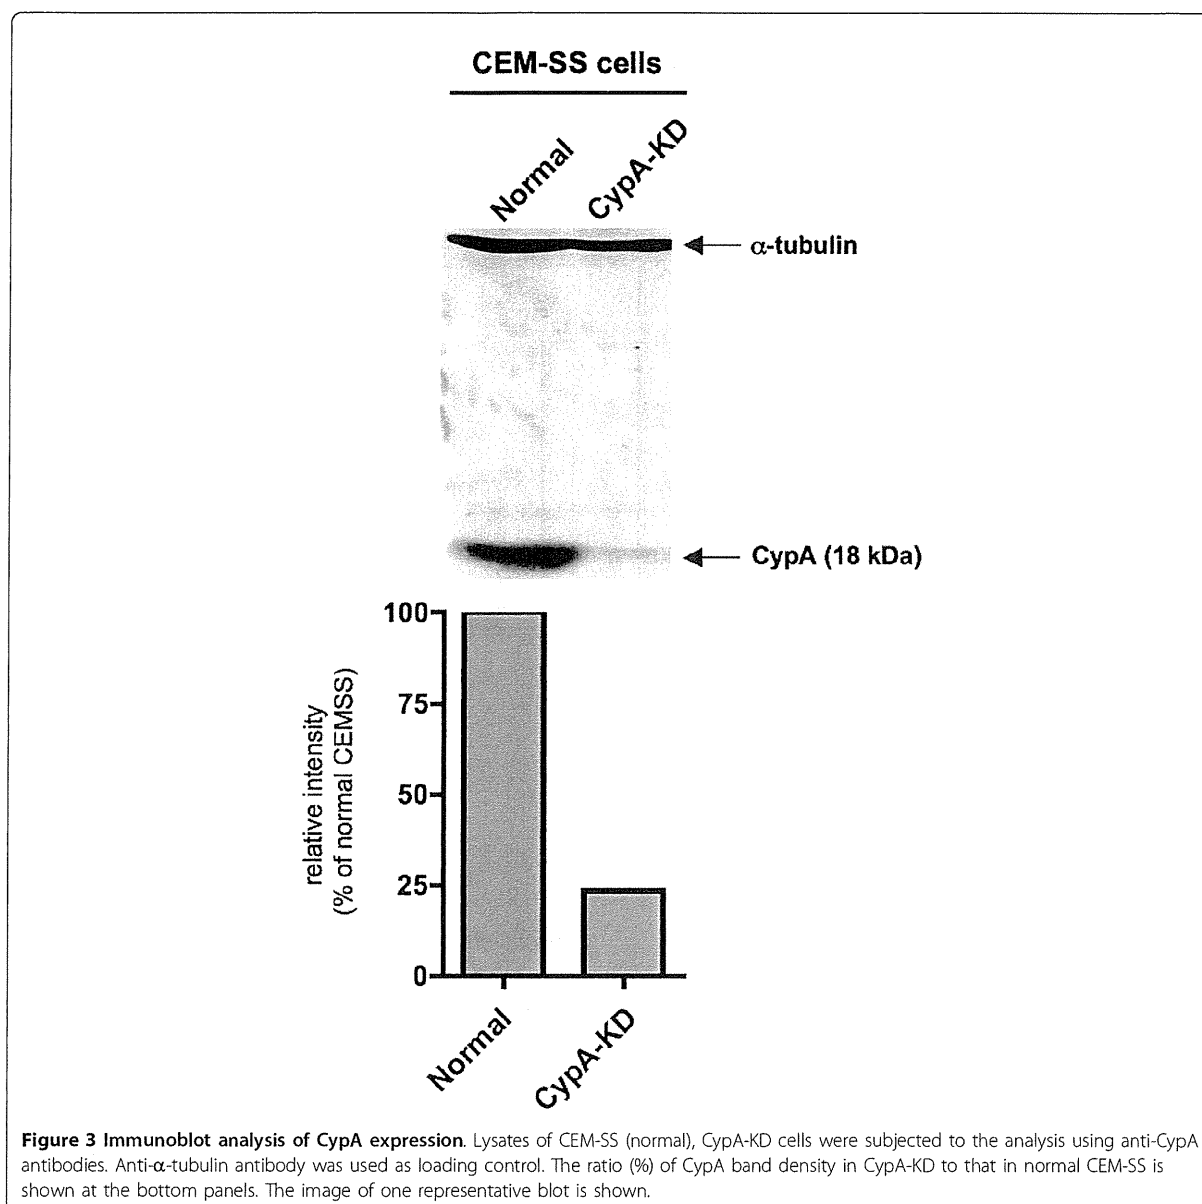 CEM-SS cells
Normal
CypA-KD
α-tubulin
CypA (18 kDa)
relative intensity
(% of normal CEMSS)
100
75
50
25
0
Normal
CypA-KD
Figure 3 Immunoblot analysis of CypA expression. Lysates of CEM-SS (normal), CypA-KD cells were subjected to the analysis using anti-CypA
antibodies. Anti-α-tubulin antibody was used as loading control. The ratio (%) of CypA band density in CypA-KD to that in normal CEM-SS is
shown at the bottom panels. The image of one representative blot is shown.